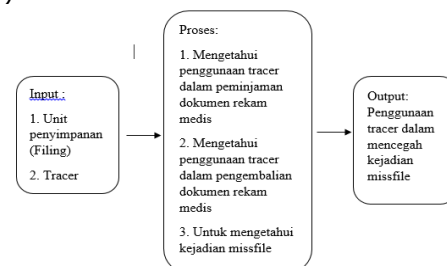 Input :
1. Unit
penyimpanan
(Filing)
2. Tracer
Proses:
1. Mengetahui
penggunaan tracer
dalam peminjaman
dokumen rekam
medis
2. Mengetahui
penggunaan tracer
dalam pengembalian
dokumen rekam
medis
3. Untuk mengetahui
kejadian missfile
Output:
Penggunaan
tracer dalam
mencegah
kejadian
missfile